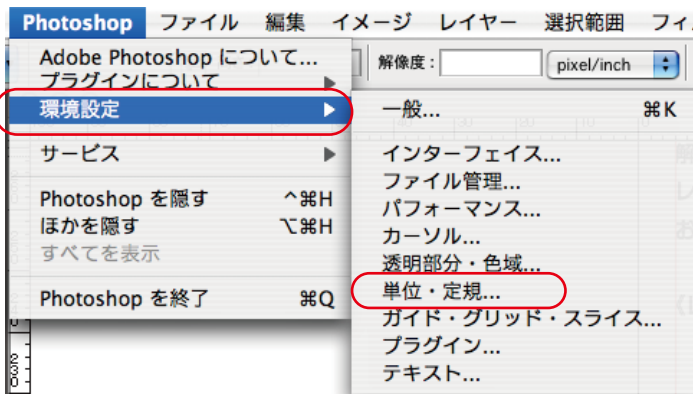 Photoshop ファイル 編集 イメージ レイヤー 選択範囲
解像度： pixel/inch
Adobe Photoshop について...
プラグインについて
環境設定
サービス
Photoshop を隠す ^⌘H
ほかを隠す ⌥⌘H
すべてを表示
Photoshop を終了 ⌘Q
一般... ⌘K
インターフェイス...
ファイル管理...
パフォーマンス...
カーソル...
透明部分・色域...
単位・定規...
ガイド・グリッド・スライス...
プラグイン...
テキスト...